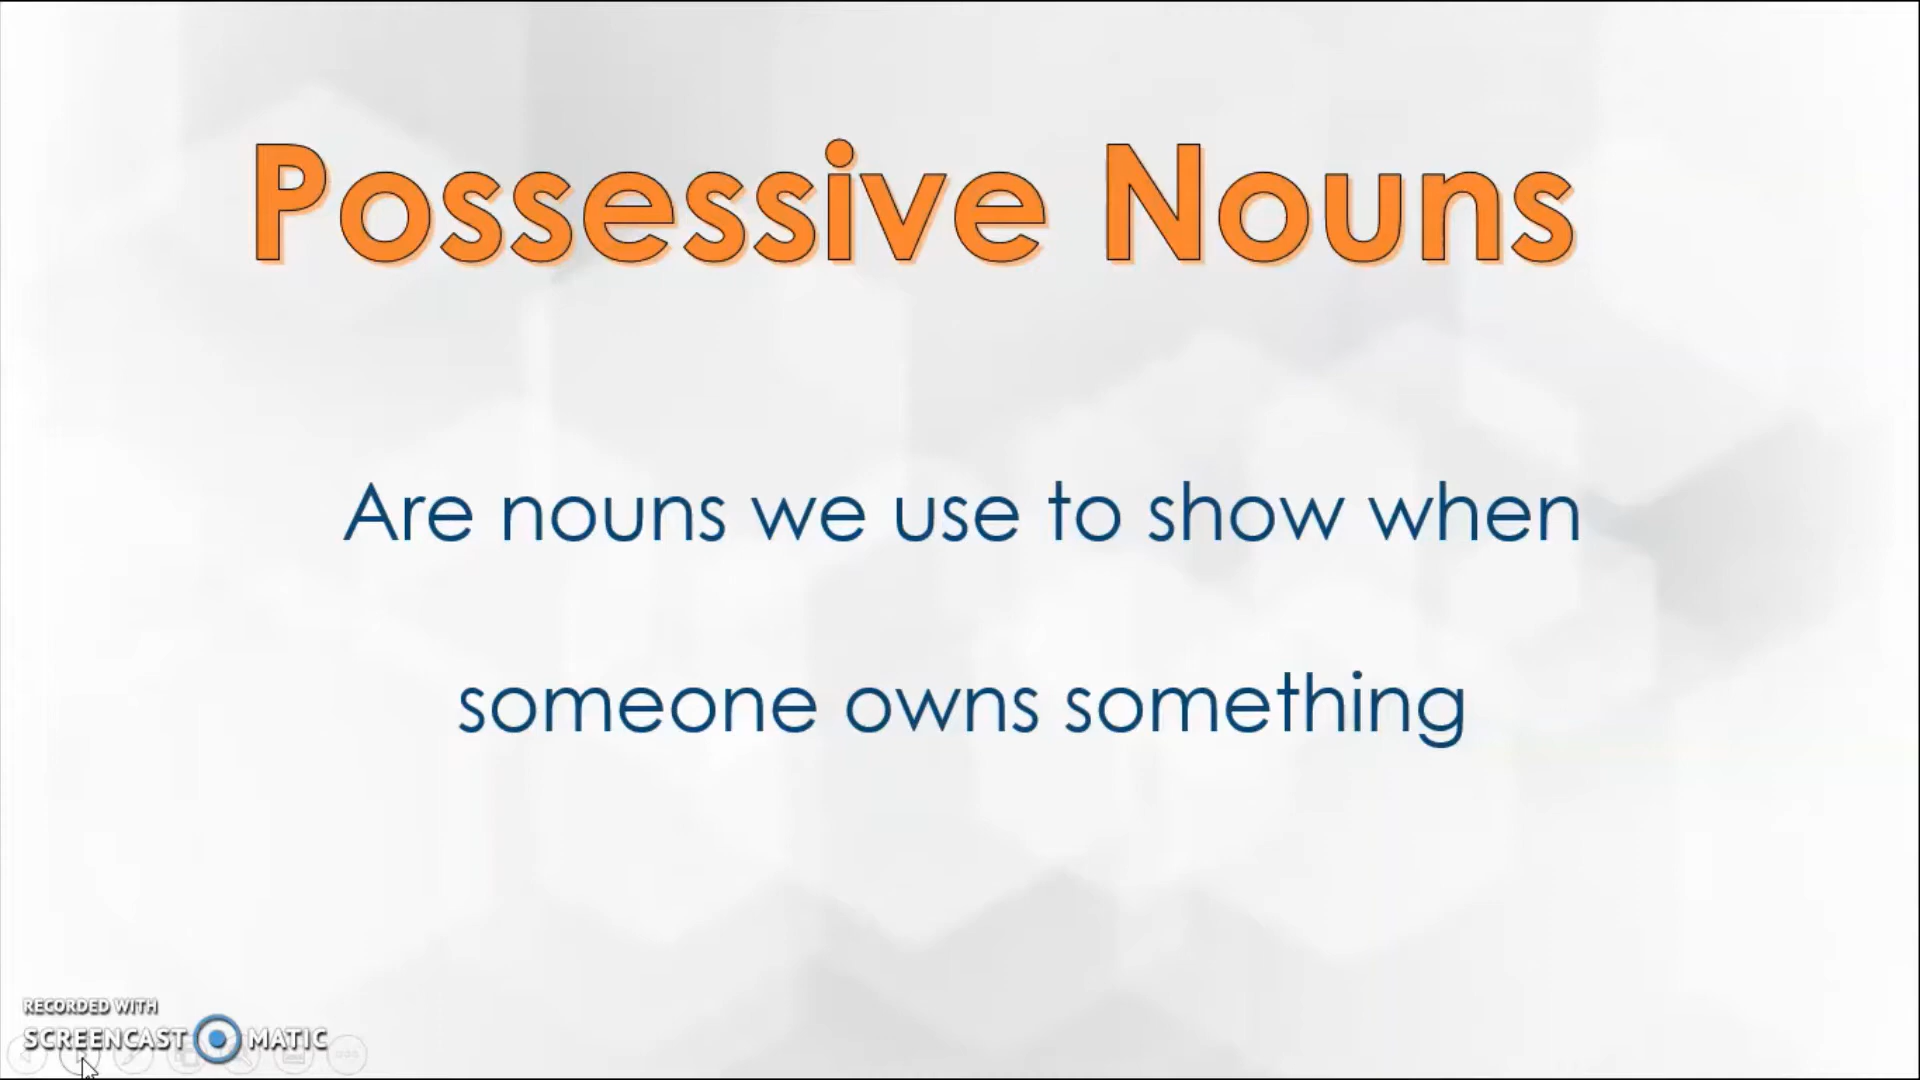 Possessive Nouns
Are nouns we use to show when
someone owns something
RECORDED WITH
SCREENCAST MATIC